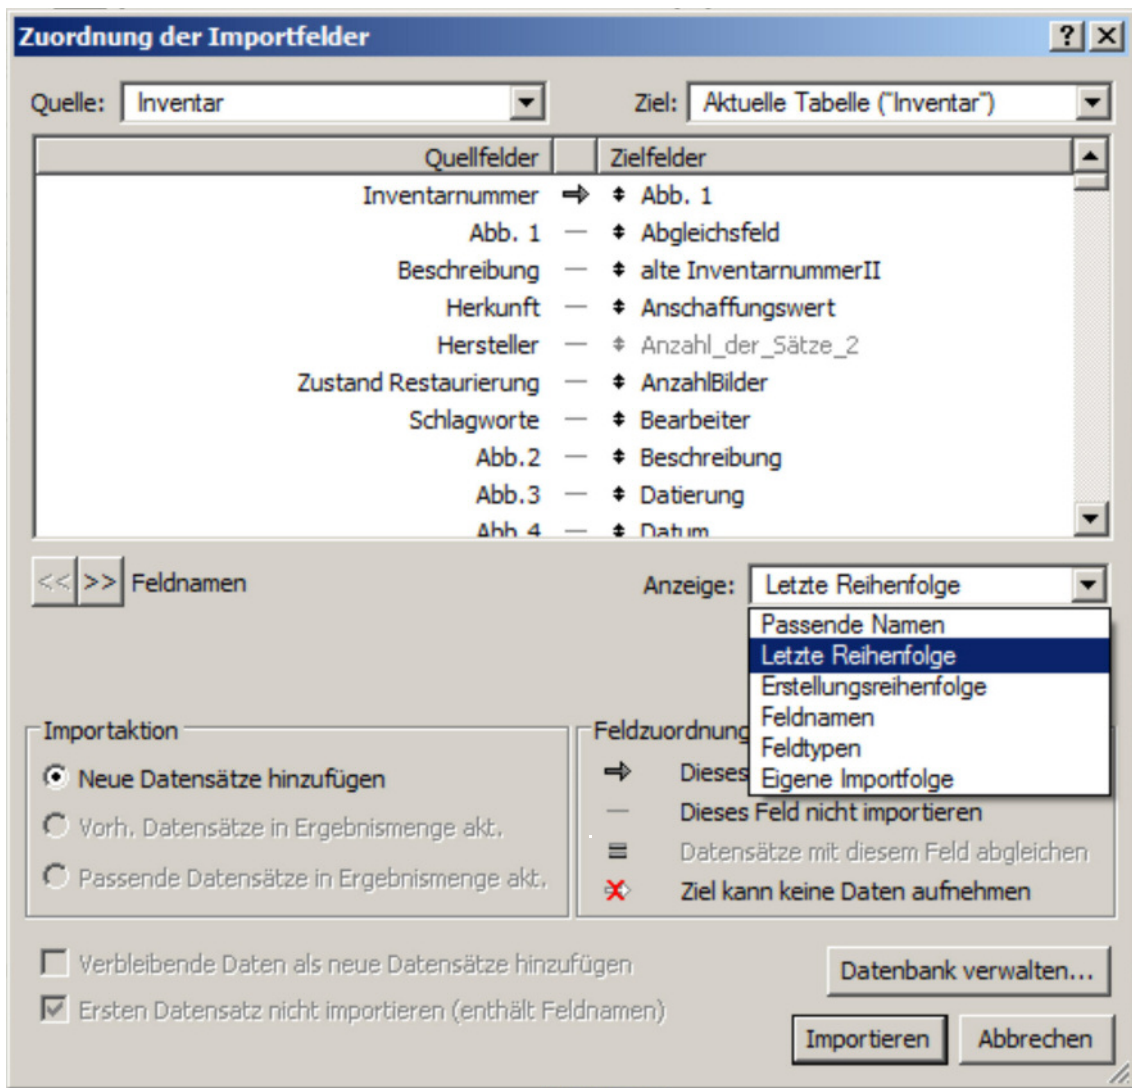 Zuordnung der Importfelder
Quelle: Inventar Ziel: Aktuelle Tabelle ("Inventar")
Quellfelder Zielfelder
Inventarnummer Abb. 1
Abb. 1 Abgleichsfeld
Beschreibung alte InventarnummerII
Herkunft Anschaffungswert
Hersteller Anzahl_der_Sätze_2
Zustand Restaurierung AnzahlBilder
Schlagworte Bearbeiter
Abb.2 Beschreibung
Abb.3 Datierung
Abb 4 Datum
<< >> Feldnamen Anzeige: Letzte Reihenfolge
Passende Namen
Letzte Reihenfolge
Erstellungsreihenfolge
Feldnamen
Feldtypen
Eigene Importfolge
Importaktion
Neue Datensätze hinzufügen
Vorh. Datensätze in Ergebnismenge akt.
Passende Datensätze in Ergebnismenge akt.
Feldzuordnung
Dieses
Dieses Feld nicht importieren
Datensätze mit diesem Feld abgleichen
Ziel kann keine Daten aufnehmen
Verbleibende Daten als neue Datensätze hinzufügen
Ersten Datensatz nicht importieren (enthält Feldnamen)
Datenbank verwalten...
Importieren Abbrechen